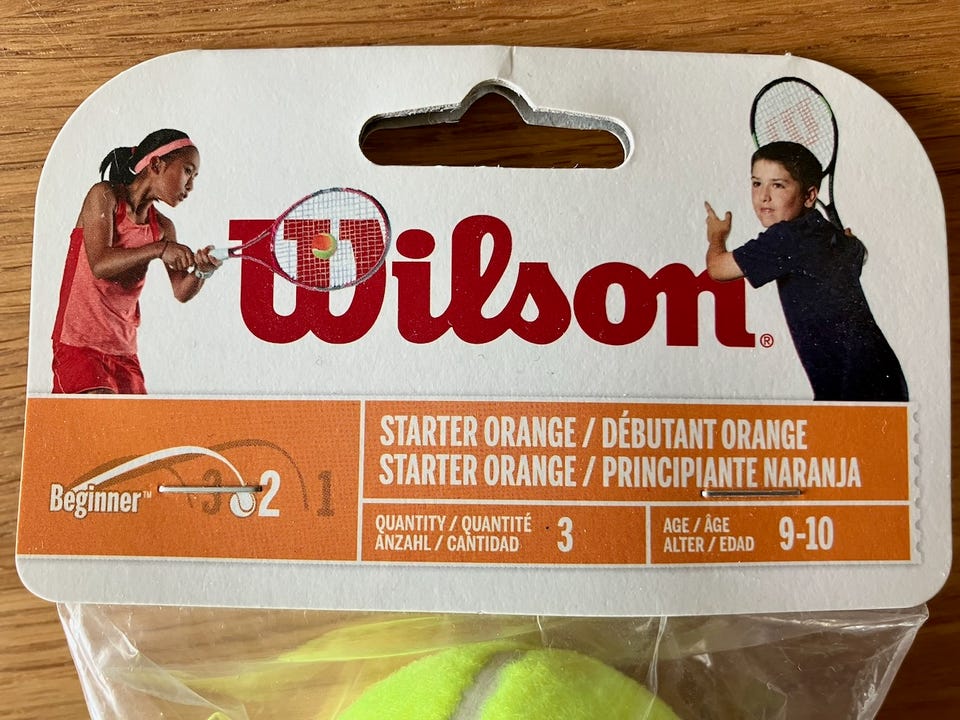 Wilson®
STARTER ORANGE / DÉBUTANT ORANGE
STARTER ORANGE / PRINCIPIANTE NARANJA
Beginner™ 3 2 1
QUANTITY / QUANTITÉ
ANZAHL / CANTIDAD
3
AGE / ÂGE
ALTER / EDAD
9-10